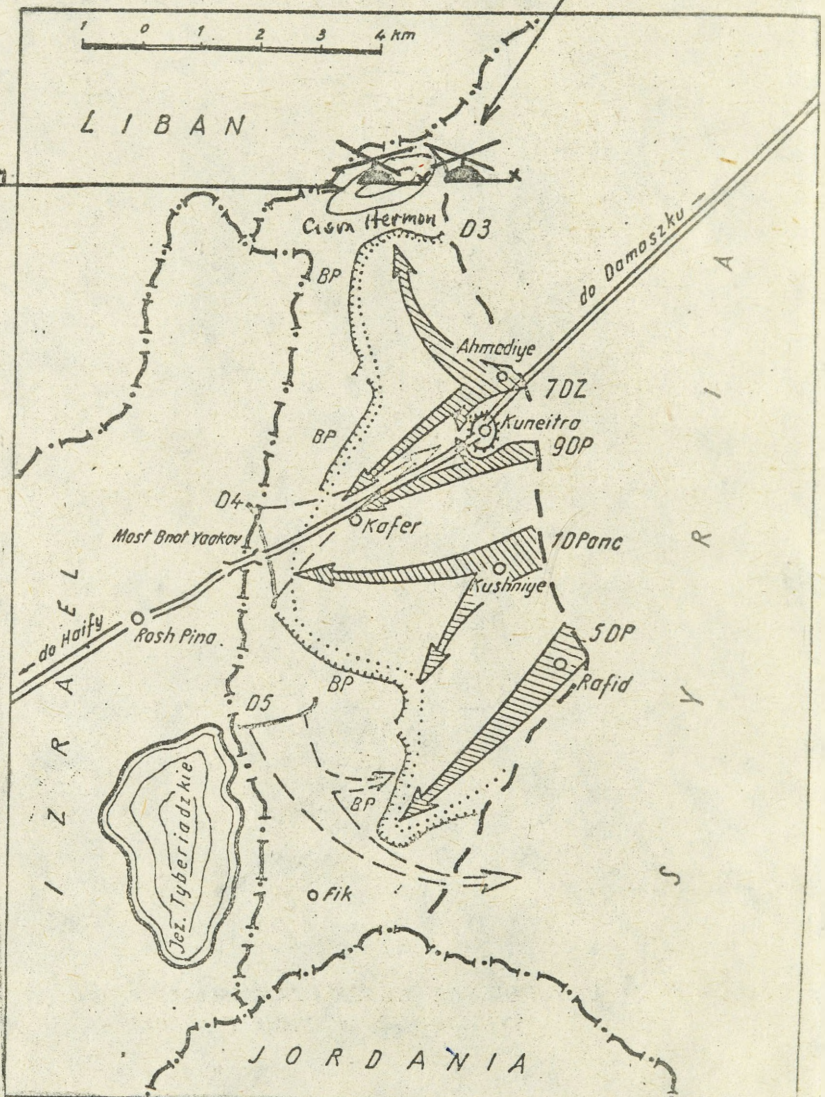 1 0 1 2 3 4 km
LIBAN
Góra Hermon
D3
BP
do Damaszku
Ahmediye
7DZ
Kuneitra
BP
9DP
D4
Kafer
Most Bnot Yaakov
1DPanc
Kushniye
do Haify
Rosh Pina
5DP
Rafid
BP
D5
BP
Jez. Tyberiadzkie
Fik
IZRAEL
SYRIA
JORDANIA